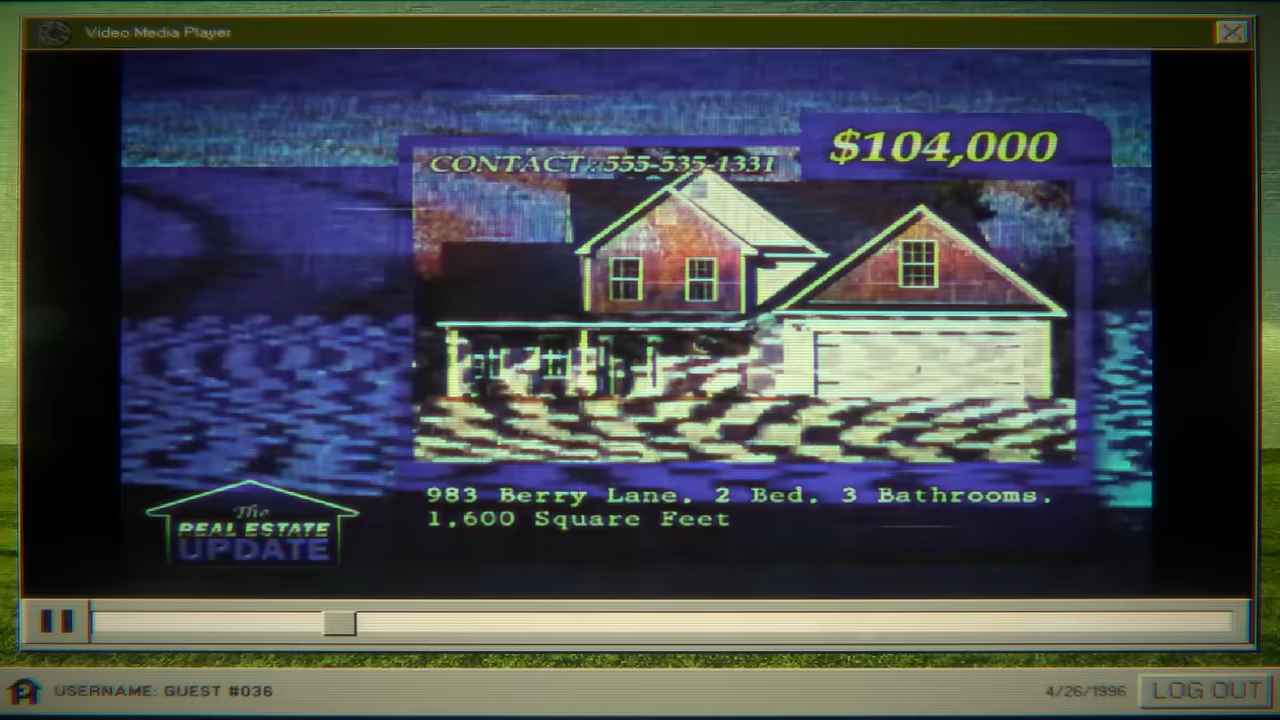 Video Media Player
$104,000
CONTACT: 555-535-1331
983 Berry Lane. 2 Bed. 3 Bathrooms.
1,600 Square Feet
The
REAL ESTATE
UPDATE
USERNAME: GUEST #036
4/26/1996
LOG OUT